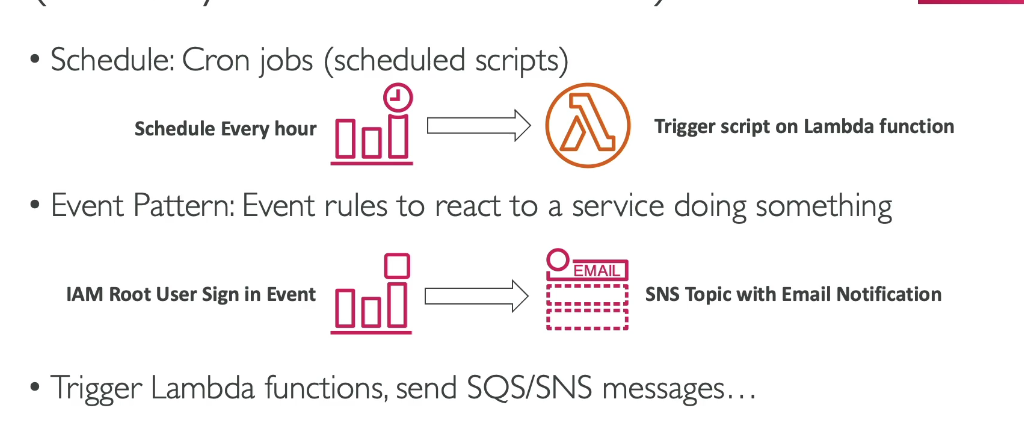 • Schedule: Cron jobs (scheduled scripts)
Schedule Every hour
Trigger script on Lambda function
• Event Pattern: Event rules to react to a service doing something
IAM Root User Sign in Event
EMAIL
SNS Topic with Email Notification
• Trigger Lambda functions, send SQS/SNS messages…